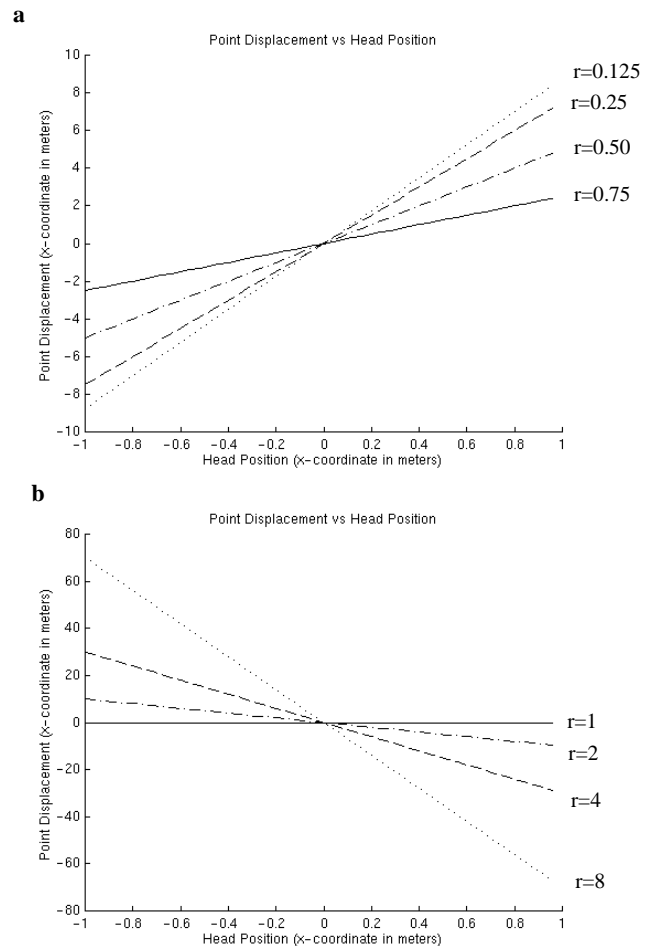 a
Point Displacement vs Head Position
10
8
6
4
2
0
−2
−4
−6
−8
−10
Point Displacement (x−coordinate in meters)
r=0.125
r=0.25
r=0.50
r=0.75
−1 −0.8 −0.6 −0.4 −0.2 0 0.2 0.4 0.6 0.8 1
Head Position (x−coordinate in meters)
b
Point Displacement vs Head Position
80
60
40
20
0
−20
−40
−60
−80
Point Displacement (x−coordinate in meters)
r=1
r=2
r=4
r=8
−1 −0.8 −0.6 −0.4 −0.2 0 0.2 0.4 0.6 0.8 1
Head Position (x−coordinate in meters)